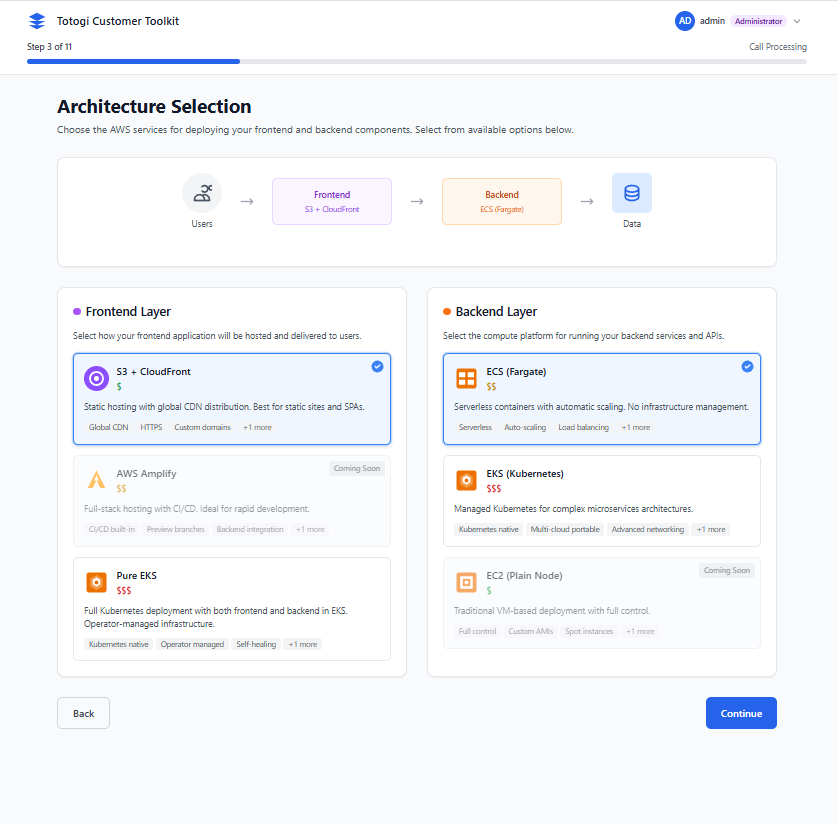 Totogi Customer Toolkit
AD admin Administrator
Step 3 of 11
Call Processing
Architecture Selection
Choose the AWS services for deploying your frontend and backend components. Select from available options below.
Users
Frontend
S3 + CloudFront
Backend
ECS (Fargate)
Data
Frontend Layer
Select how your frontend application will be hosted and delivered to users.
S3 + CloudFront
$
Static hosting with global CDN distribution. Best for static sites and SPAs.
Global CDN HTTPS Custom domains +1 more
AWS Amplify
Coming Soon
$$
Full-stack hosting with CI/CD. Ideal for rapid development.
CI/CD built-in Preview branches Backend integration +1 more
Pure EKS
$$$
Full Kubernetes deployment with both frontend and backend in EKS.
Operator-managed infrastructure.
Kubernetes native Operator managed Self-healing +1 more
Backend Layer
Select the compute platform for running your backend services and APIs.
ECS (Fargate)
$$
Serverless containers with automatic scaling. No infrastructure management.
Serverless Auto-scaling Load balancing +1 more
EKS (Kubernetes)
$$$
Managed Kubernetes for complex microservices architectures.
Kubernetes native Multi-cloud portable Advanced networking +1 more
EC2 (Plain Node)
Coming Soon
$
Traditional VM-based deployment with full control.
Full control Custom AMIs Spot instances +1 more
Back
Continue